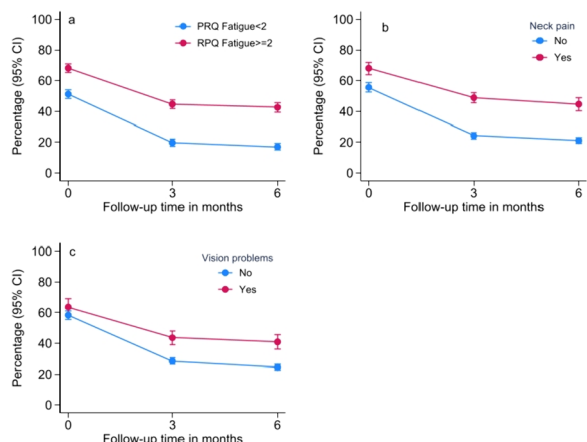 a
PRQ Fatigue<2
RPQ Fatigue>=2
Percentage (95% CI)
100
80
60
40
20
0
0 3 6
Follow-up time in months
b
Neck pain
No
Yes
Percentage (95% CI)
100
80
60
40
20
0
0 3 6
Follow-up time in months
c
Vision problems
No
Yes
Percentage (95% CI)
100
80
60
40
20
0
0 3 6
Follow-up time in months